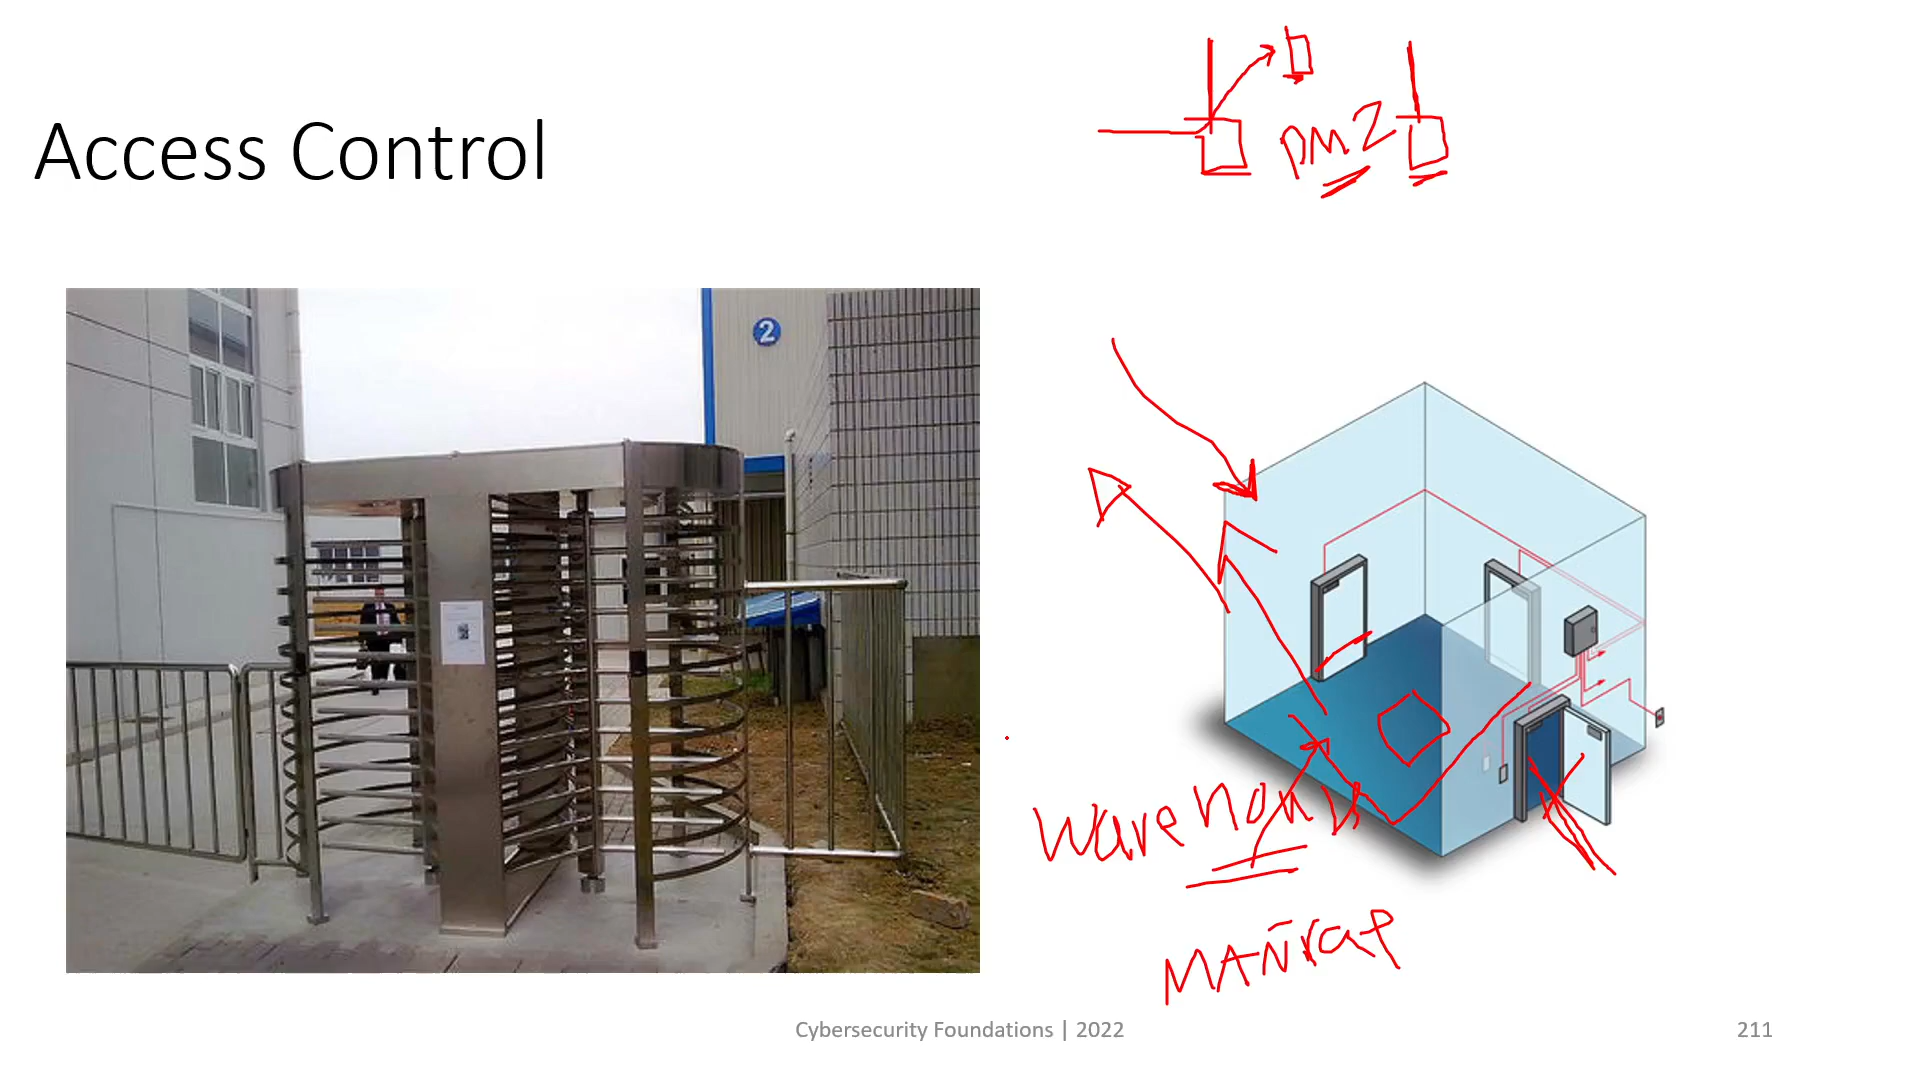 Access Control
DMZ
2
Warehouse
MANTRAP
Cybersecurity Foundations | 2022
211